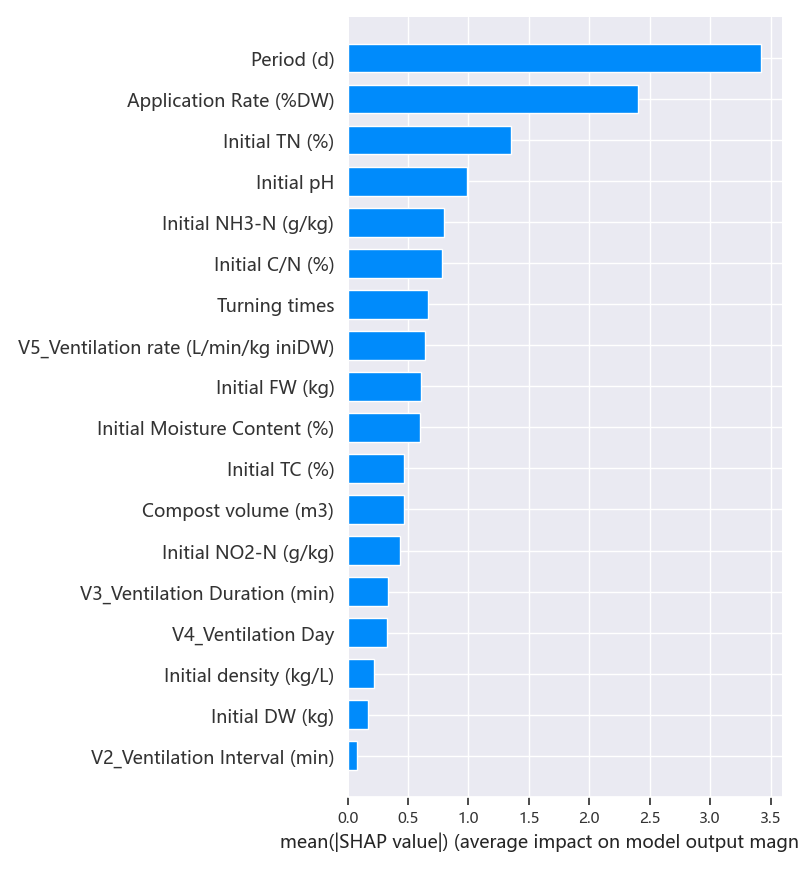 Period (d)
Application Rate (%DW)
Initial TN (%)
Initial pH
Initial NH3-N (g/kg)
Initial C/N (%)
Turning times
V5_Ventilation rate (L/min/kg iniDW)
Initial FW (kg)
Initial Moisture Content (%)
Initial TC (%)
Compost volume (m3)
Initial NO2-N (g/kg)
V3_Ventilation Duration (min)
V4_Ventilation Day
Initial density (kg/L)
Initial DW (kg)
V2_Ventilation Interval (min)
0.0 0.5 1.0 1.5 2.0 2.5 3.0 3.5
mean(|SHAP value|) (average impact on model output magn